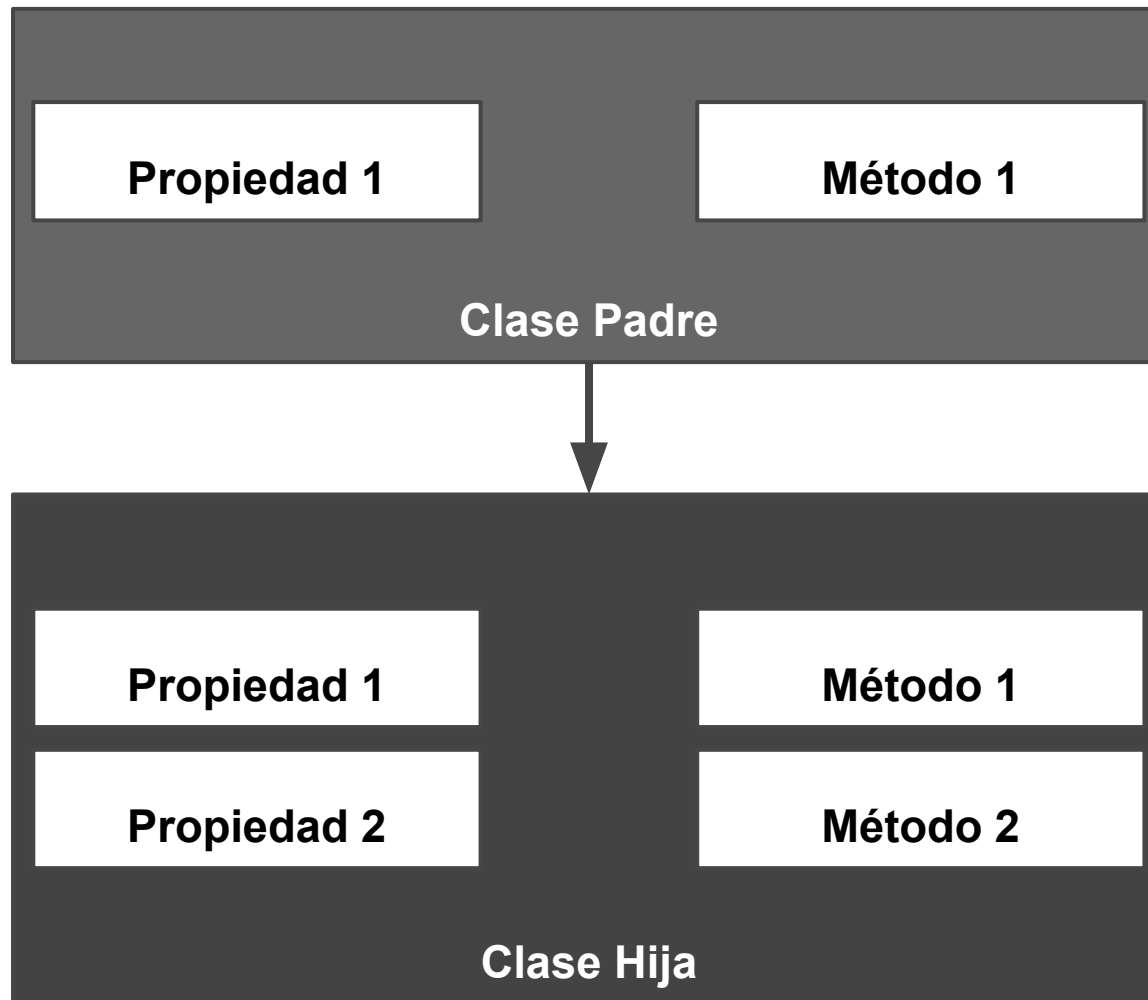 Propiedad 1
Método 1
Clase Padre
Propiedad 1
Método 1
Propiedad 2
Método 2
Clase Hija